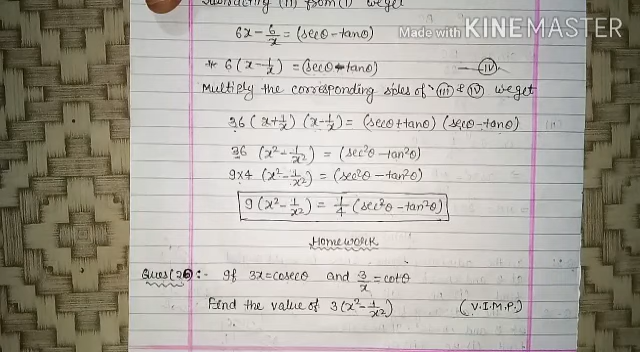 Subtracting (II) from (I) we get
Made with KINEMASTER
6x - 6/x = (secθ - tanθ)
6(x - 1/x) = (secθ - tanθ) — (IV)
Multiply the corresponding sides of (III) & (IV) we get
36(x + 1/x)(x - 1/x) = (secθ + tanθ)(secθ - tanθ)
36(x² - 1/x²) = (sec²θ - tan²θ)
9×4(x² - 1/x²) = (sec²θ - tan²θ)
9(x² - 1/x²) = 1/4(sec²θ - tan²θ)
Homework
Ques(26):- If 3x = cosecθ and 3/x = cotθ
Find the value of 3(x² - 1/x²) (V.I.M.P.)